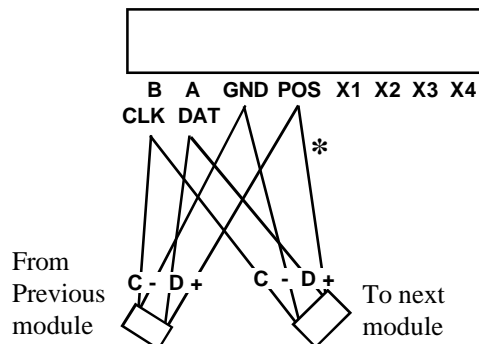 B A GND POS X1 X2 X3 X4
CLK DAT
*
C - D + C - D +
From
Previous
module
To next
module